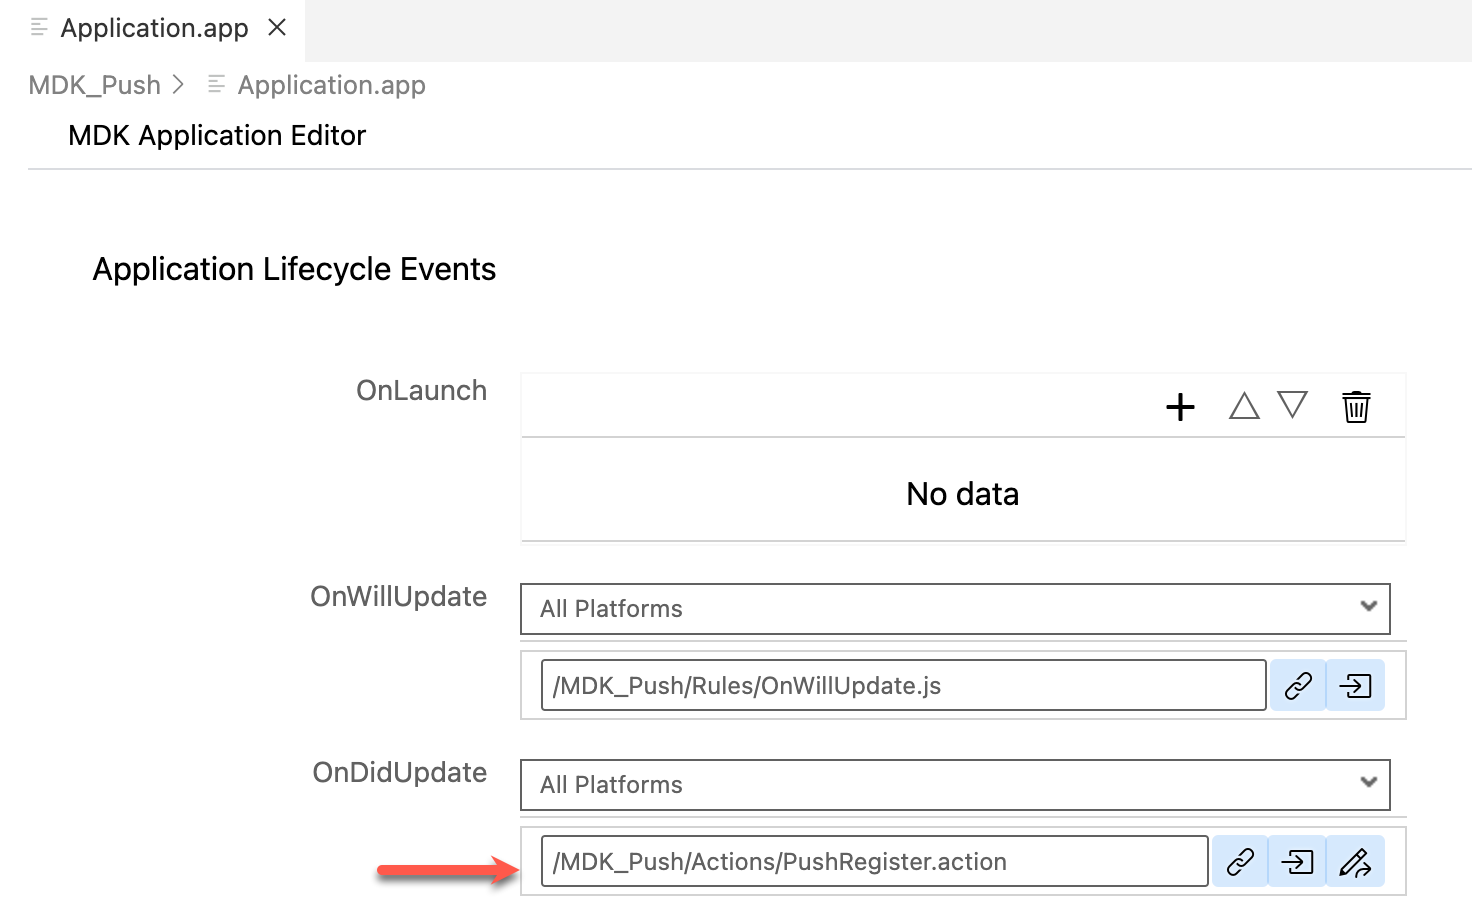 Application.app
MDK_Push
Application.app
MDK Application Editor
Application Lifecycle Events
OnLaunch
No data
OnWillUpdate
All Platforms
/MDK_Push/Rules/OnWillUpdate.js
OnDidUpdate
All Platforms
/MDK_Push/Actions/PushRegister.action